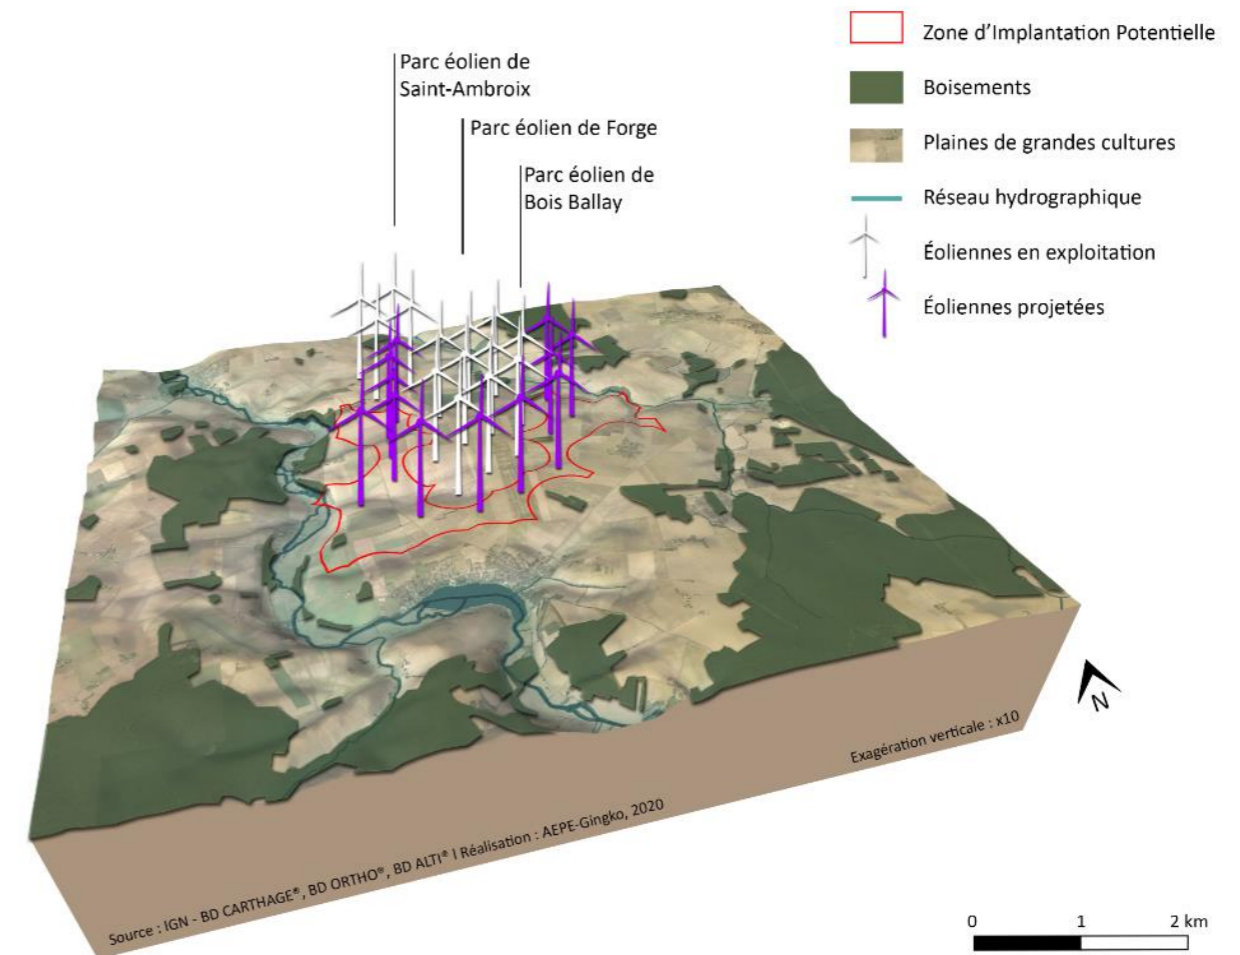 Parc éolien de
Saint-Ambroix
Parc éolien de Forge
Parc éolien de
Bois Ballay
Zone d'Implantation Potentielle
Boisements
Plaines de grandes cultures
Réseau hydrographique
Éoliennes en exploitation
Éoliennes projetées
N
Exagération verticale : x10
Source : IGN - BD CARTHAGE®, BD ORTHO®, BD ALTI® l Réalisation : AEPE-Gingko, 2020
0 1 2 km